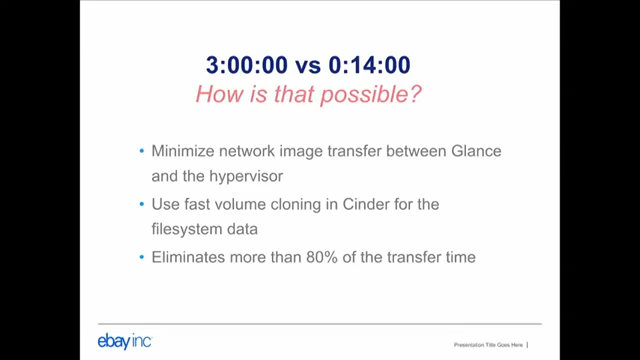 3:00:00 vs 0:14:00
How is that possible?
• Minimize network image transfer between Glance
and the hypervisor
• Use fast volume cloning in Cinder for the
filesystem data
• Eliminates more than 80% of the transfer time
ebay inc
Presentation Title Goes Here |